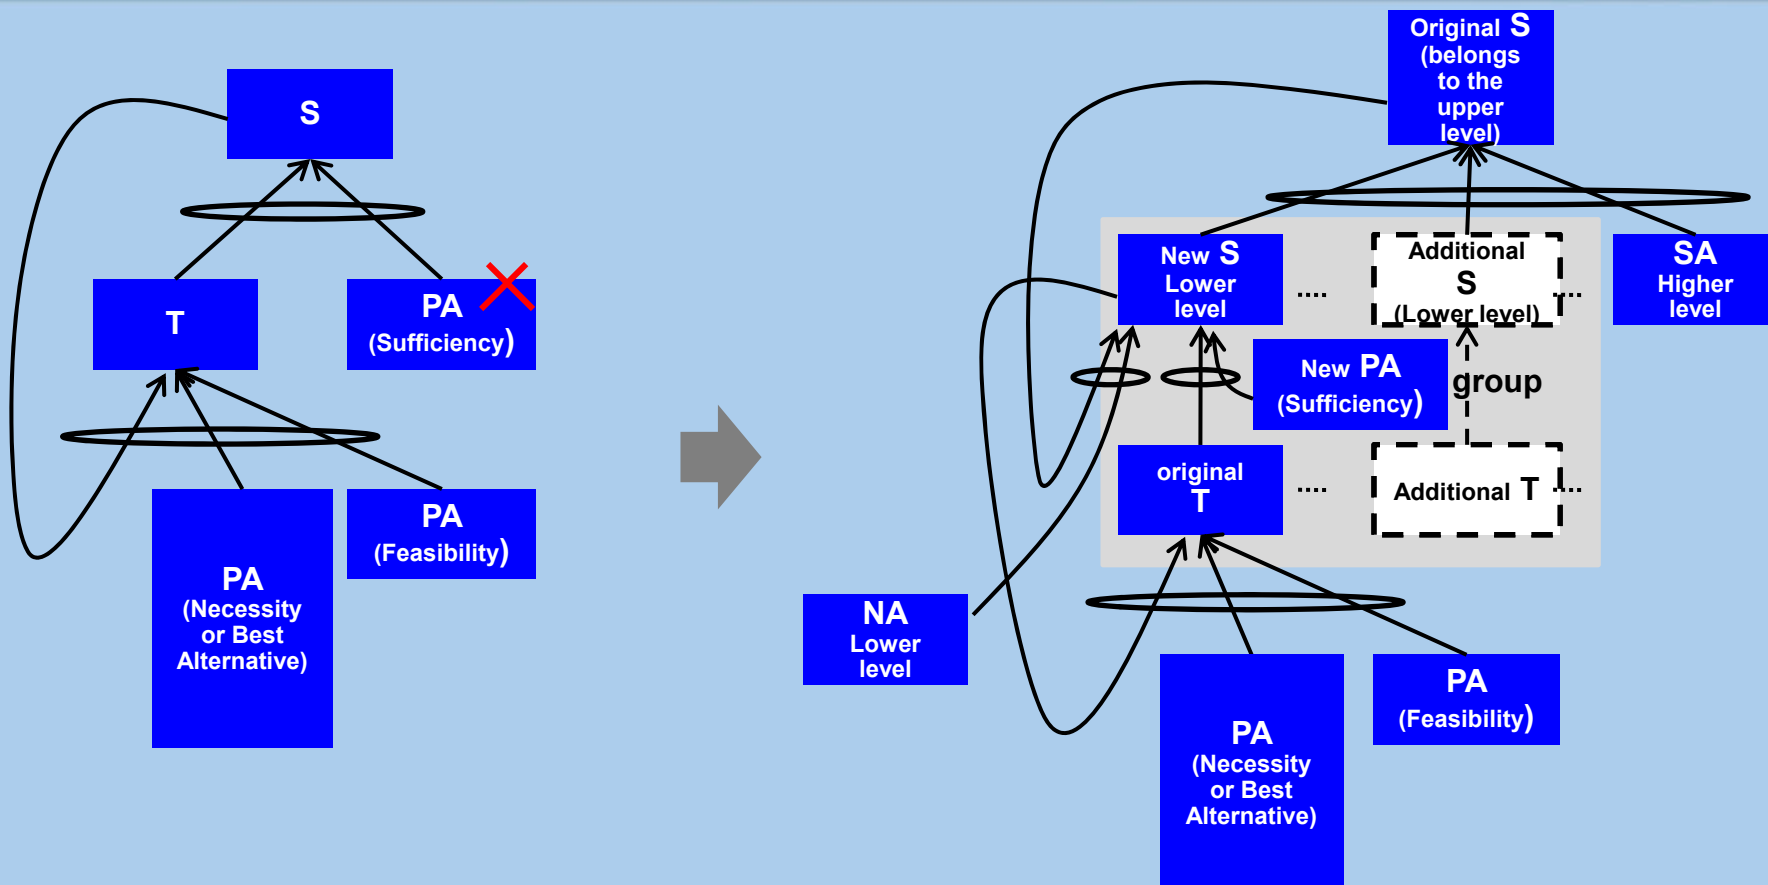 S
T
PA
(Sufficiency)
PA
(Necessity
or Best
Alternative)
PA
(Feasibility)
Original S
(belongs
to the
upper
level)
New S
Lower
level
....
Additional
S
(Lower level)
....
SA
Higher
level
New PA
(Sufficiency)
group
original
T
....
Additional T
....
NA
Lower
level
PA
(Necessity
or Best
Alternative)
PA
(Feasibility)